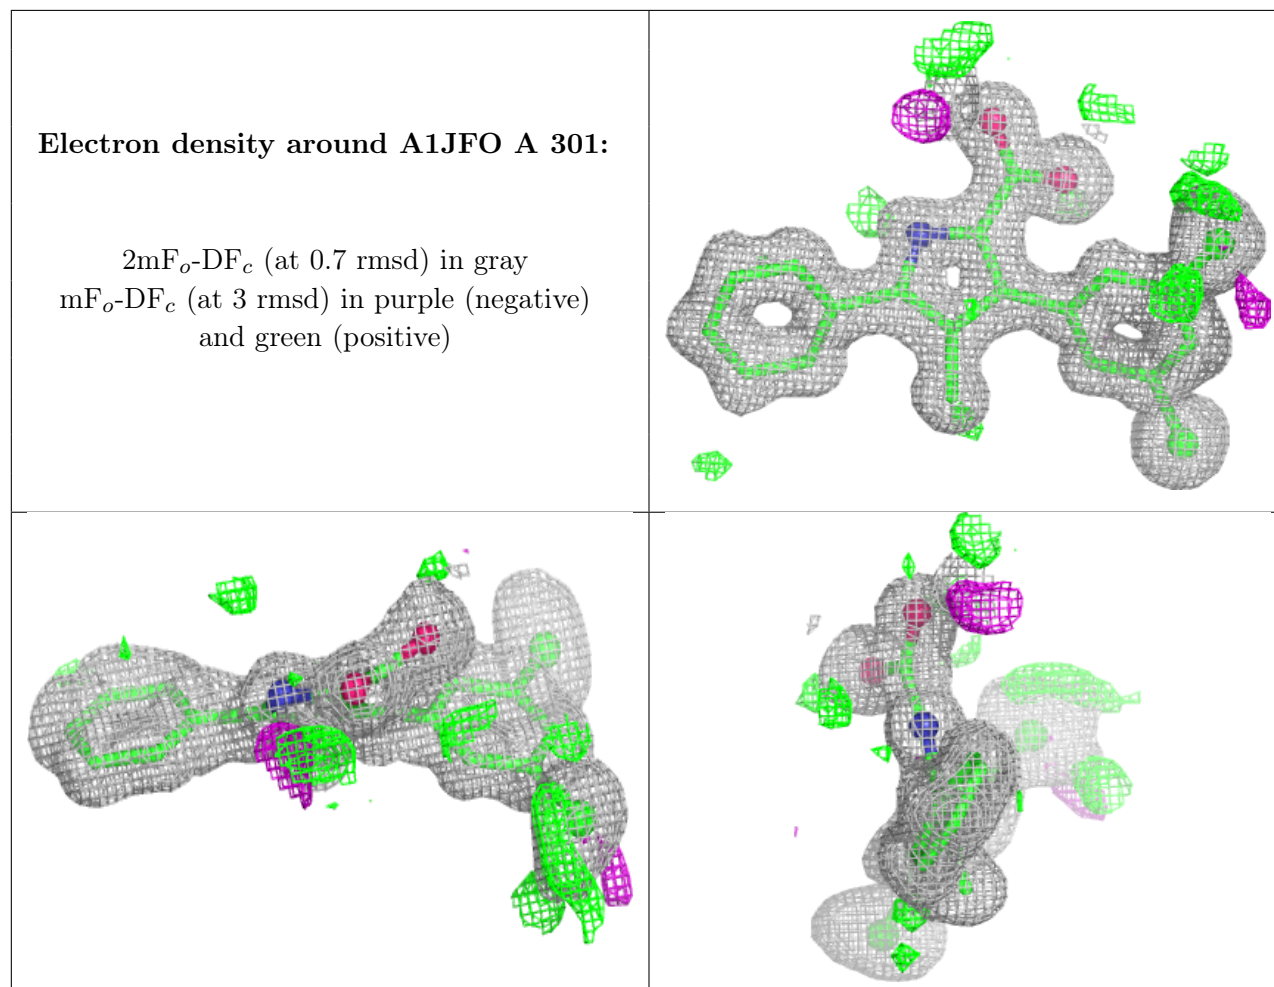 Electron density around A1JFO A 301:
2mFo-DFc (at 0.7 rmsd) in gray
mFo-DFc (at 3 rmsd) in purple (negative)
and green (positive)